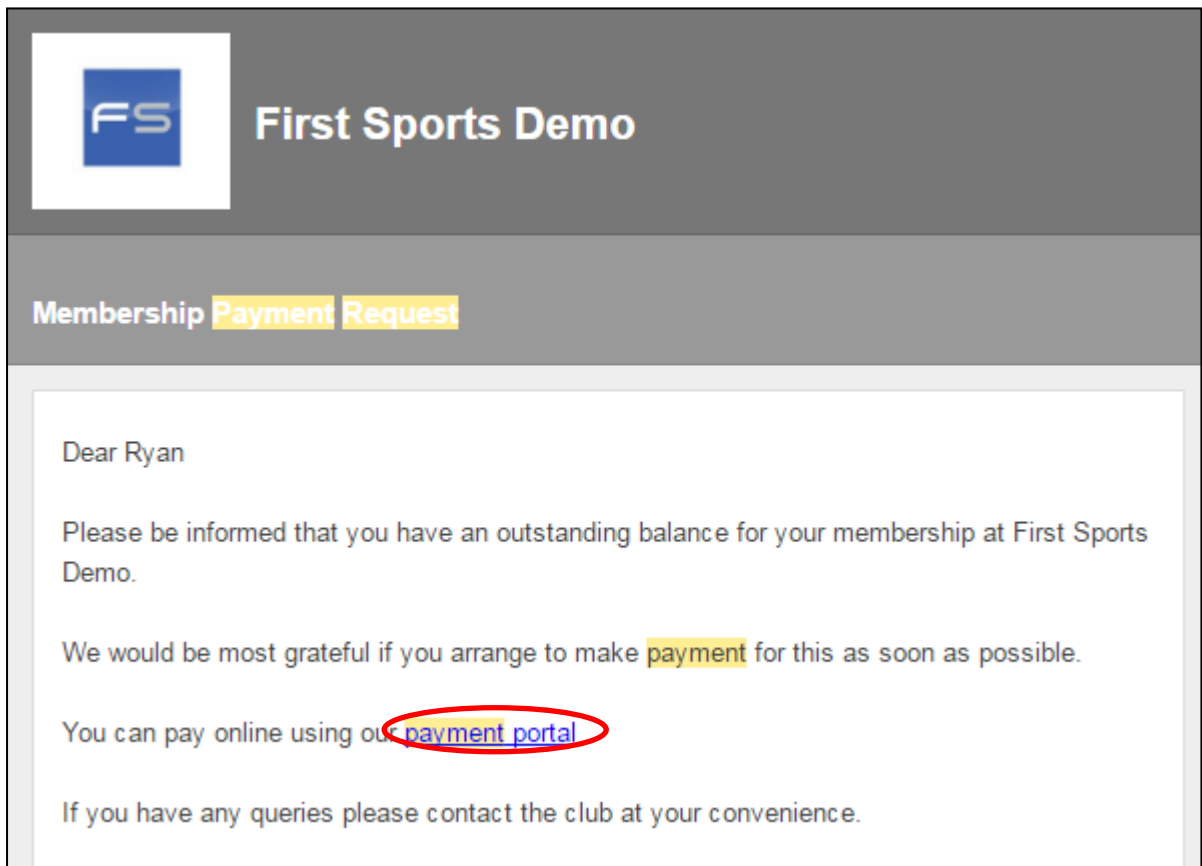 FS
First Sports Demo
Membership Payment Request
Dear Ryan
Please be informed that you have an outstanding balance for your membership at First Sports
Demo.
We would be most grateful if you arrange to make payment for this as soon as possible.
You can pay online using our payment portal
If you have any queries please contact the club at your convenience.